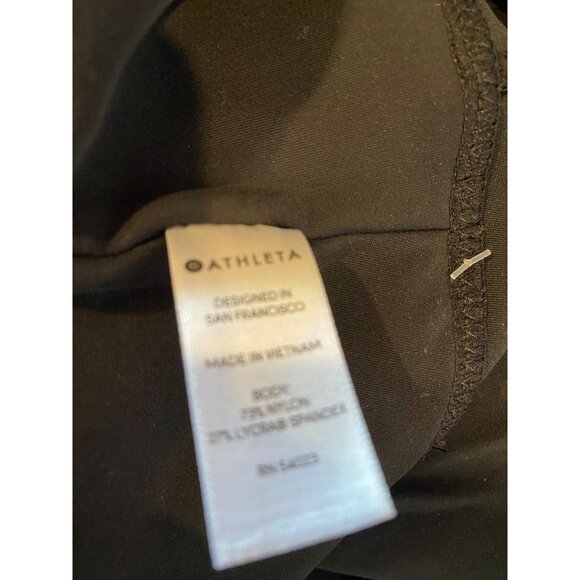 ATHLETA
DESIGNED IN
SAN FRANCISCO
MADE IN VIETNAM
BODY:
73% NYLON
27% LYCRA® SPANDEX
RN 54023